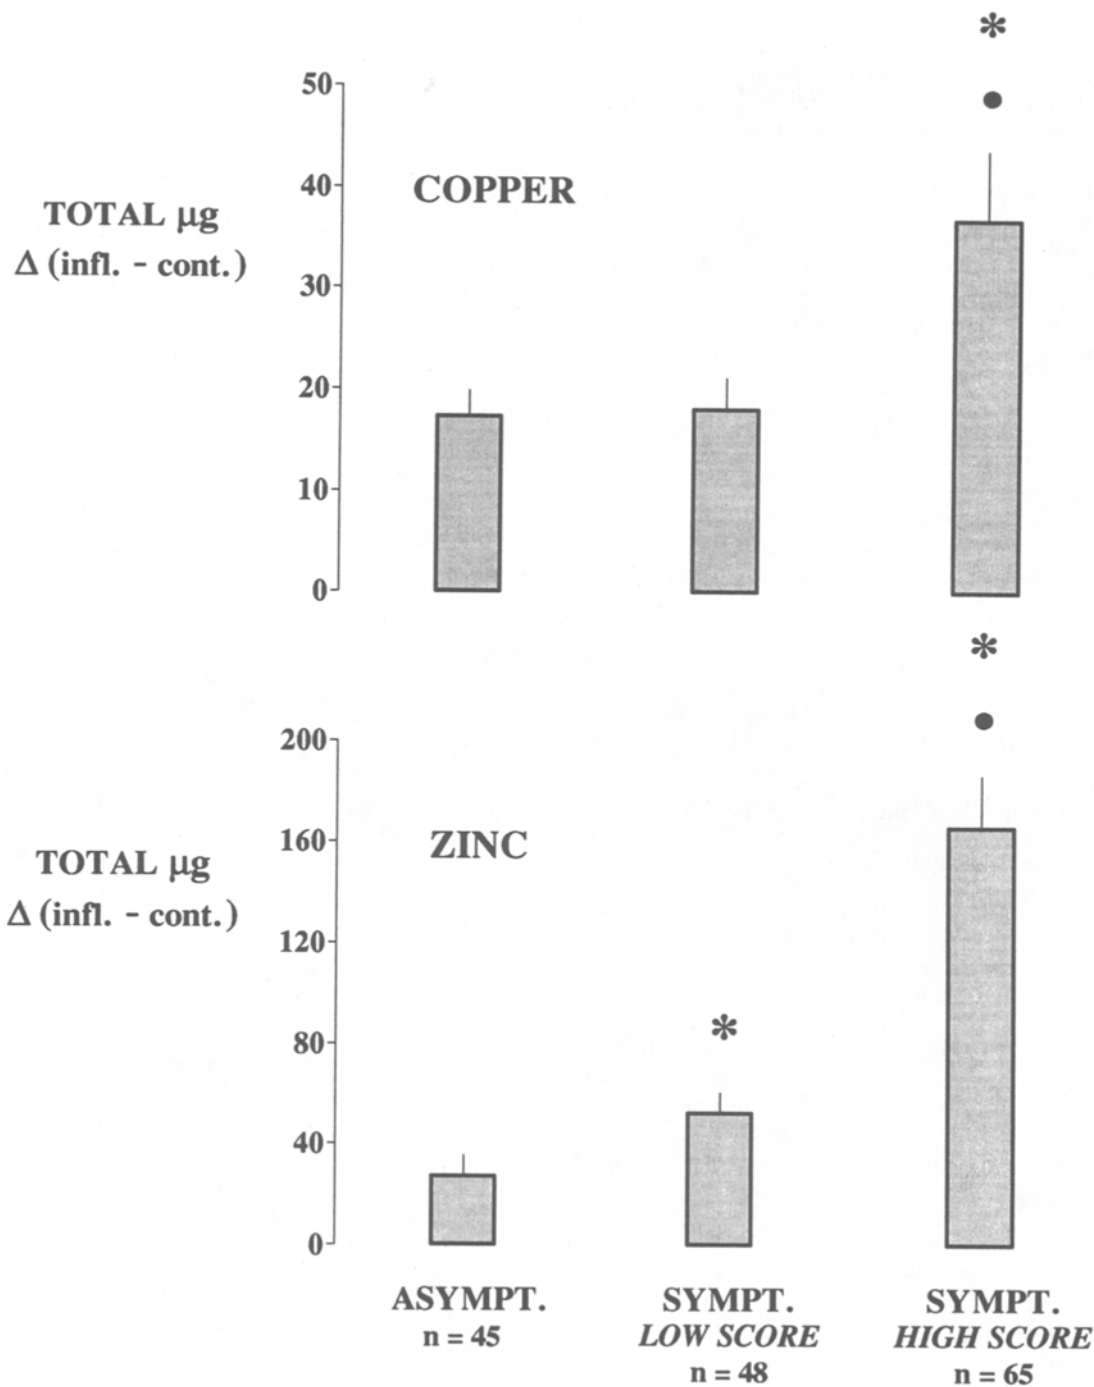 *
●
50
COPPER
40
TOTAL µg
Δ (infl. - cont.)
30
20
10
0
*
●
200
ZINC
160
TOTAL µg
Δ (infl. - cont.)
120
*
80
40
0
ASYMPT.
n = 45
SYMPT.
LOW SCORE
n = 48
SYMPT.
HIGH SCORE
n = 65